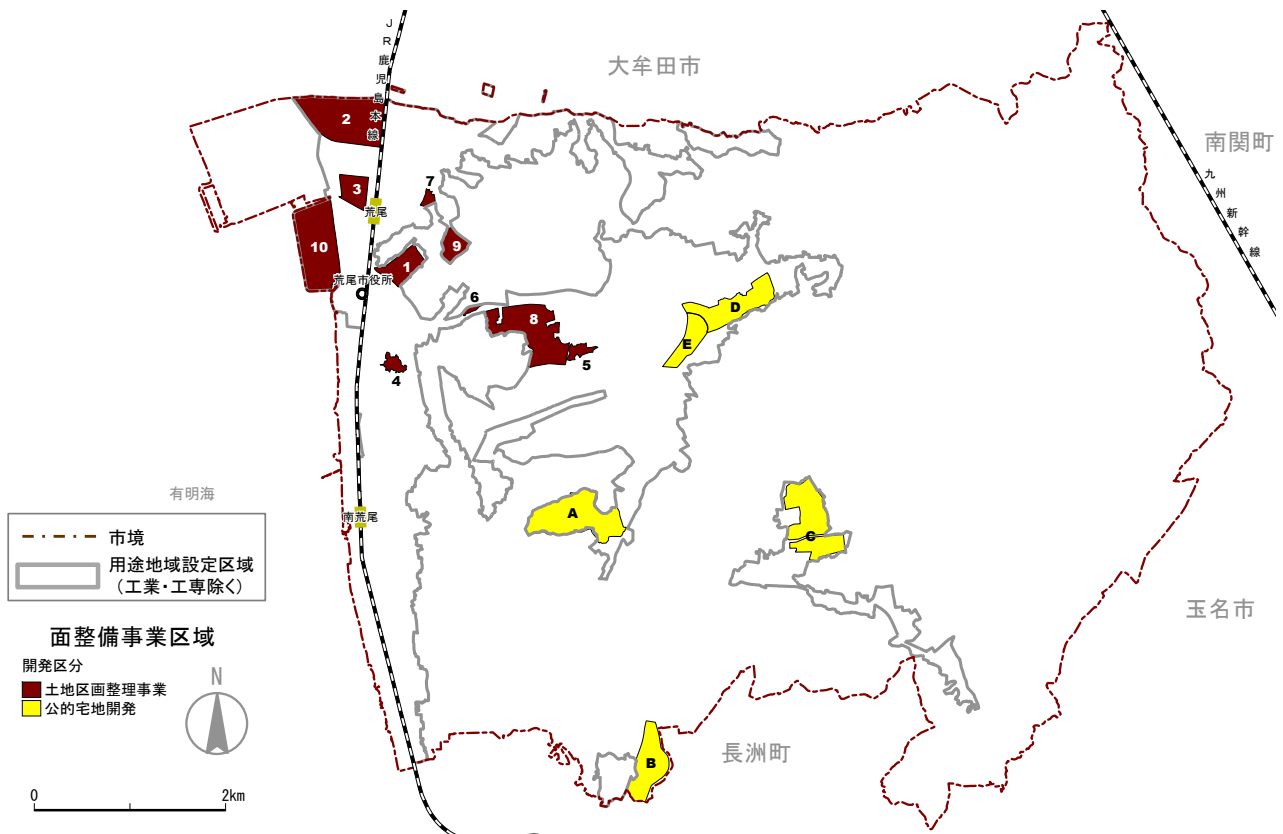 JR鹿児島本線
大牟田市
南関町
九州新幹線
2
3
荒尾
7
10
1
9
荒尾市役所
6
8
5
4
D
E
有明海
南荒尾
A
C
市境
用途地域設定区域
（工業・工専除く）
玉名市
面整備事業区域
開発区分
土地区画整理事業
公的宅地開発
N
長洲町
B
0
2km